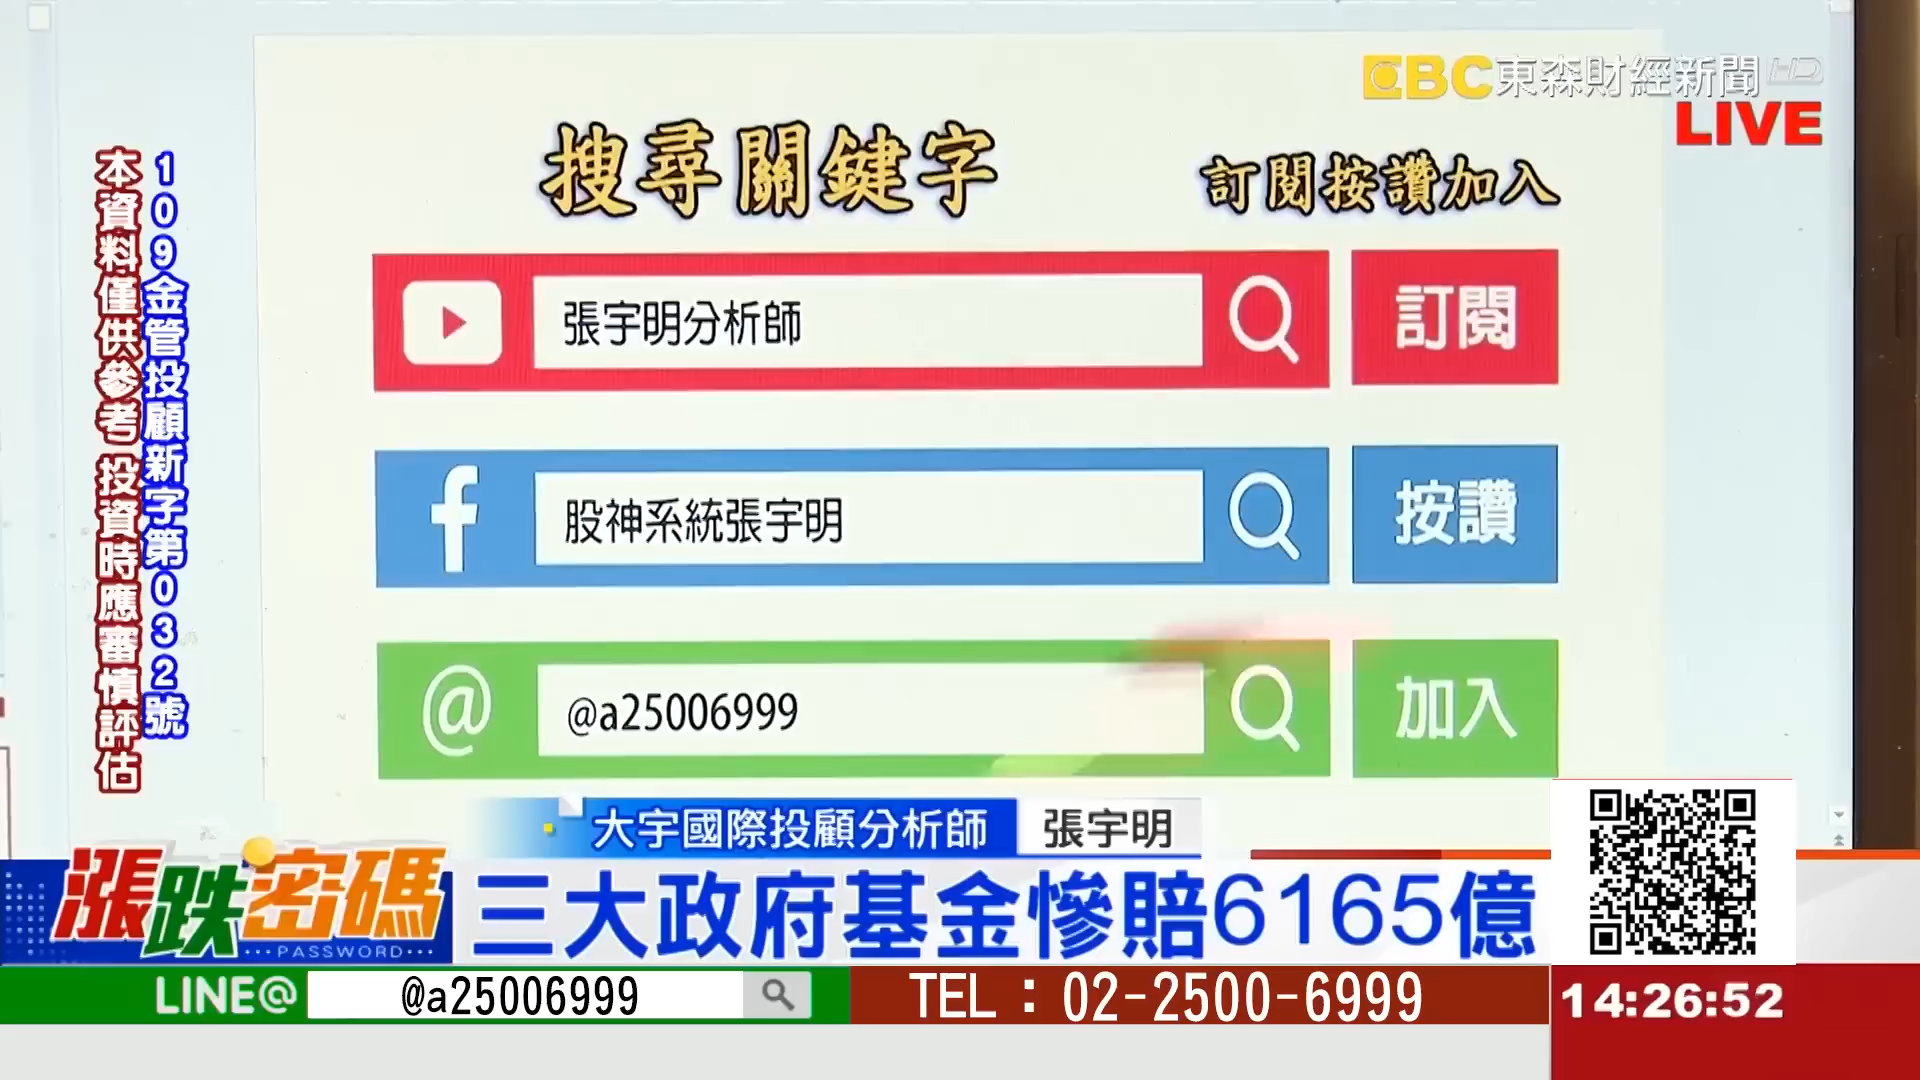 EBC東森財經新聞HD
LIVE
搜尋關鍵字
訂閱按讚加入
張宇明分析師
訂閱
f
股神系統張宇明
按讚
@
@a25006999
加入
109金管投顧新字第032號
本資料僅供參考 投資時應審慎評估
大宇國際投顧分析師
張宇明
漲跌密碼
PASSWORD
三大政府基金慘賠6165億
LINE@
@a25006999
TEL：02-2500-6999
14:26:52